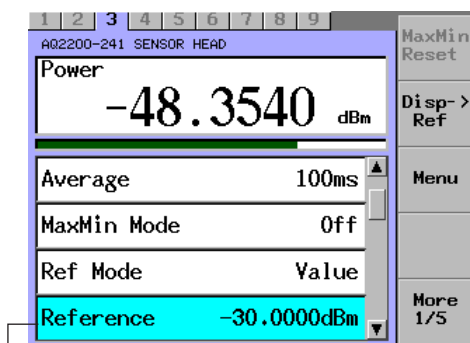 1 2 3 4 5 6 7 8 9
AQ2200-241 SENSOR HEAD
Power
-48.3540 dBm
Average 100ms
MaxMin Mode Off
Ref Mode Value
Reference -30.0000dBm
MaxMin
Reset
Disp->
Ref
Menu
More
1/5